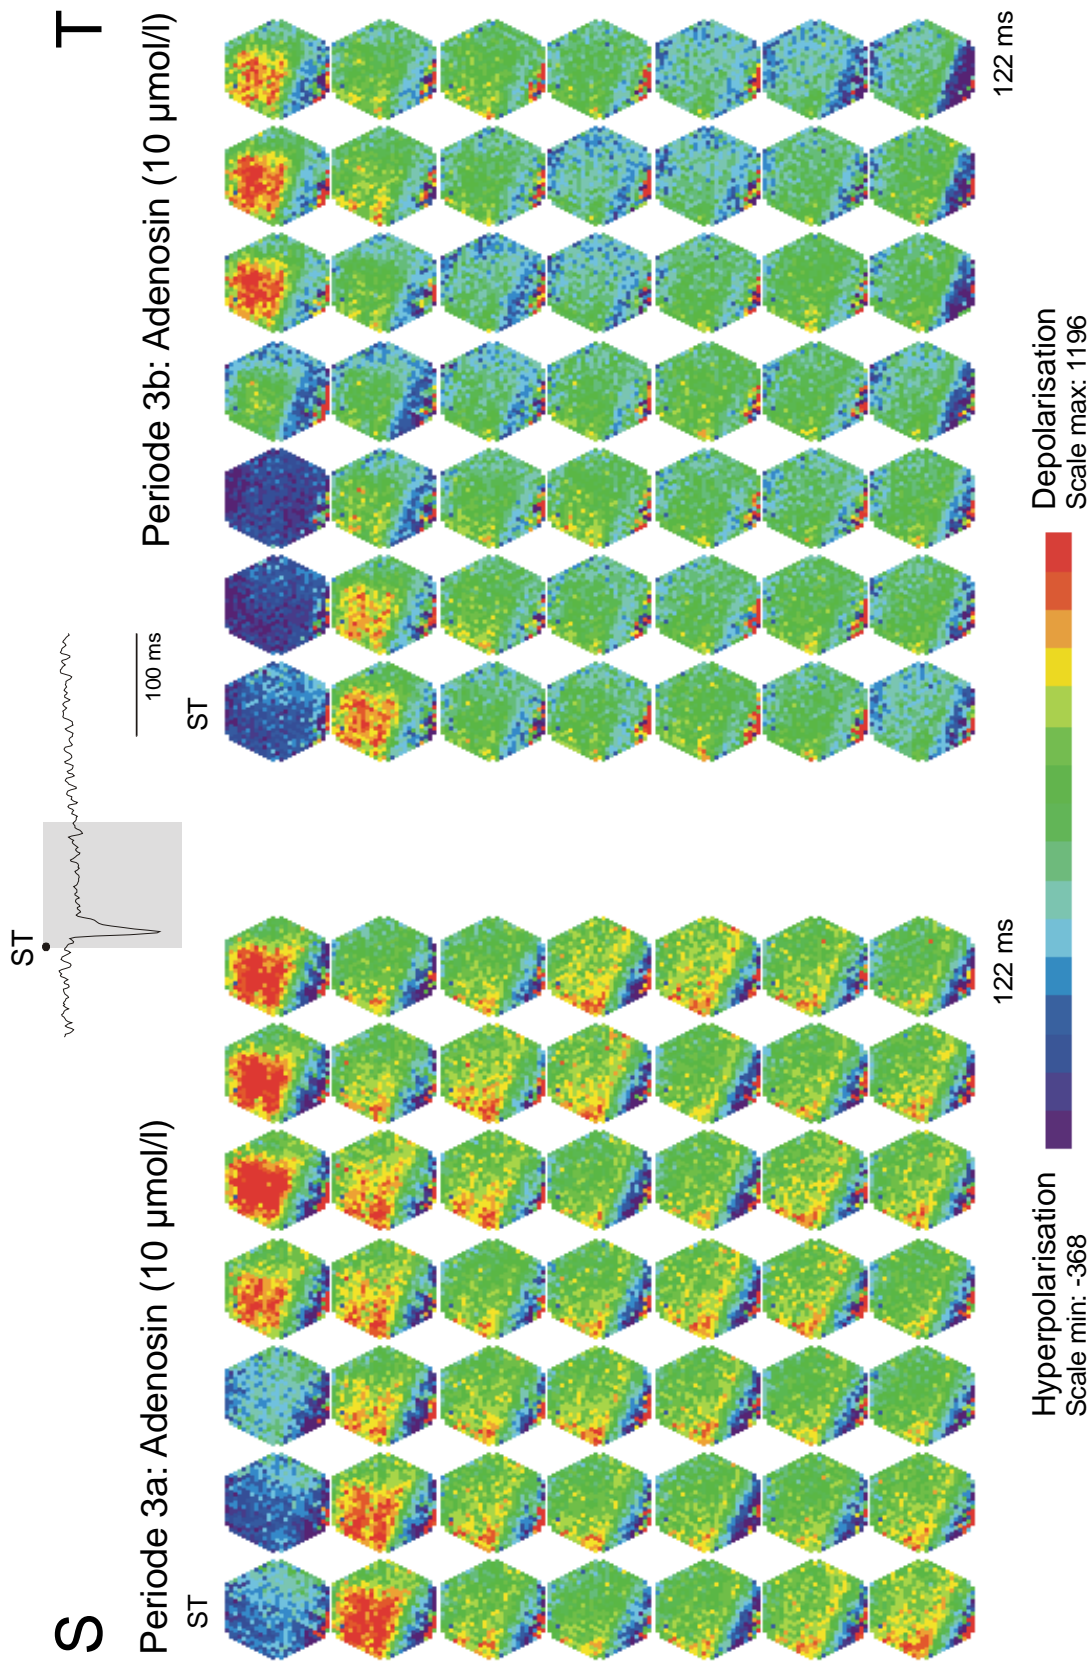 S
Periode 3a: Adenosin (10 µmol/l)
ST
122 ms
ST
100 ms
T
Periode 3b: Adenosin (10 µmol/l)
ST
122 ms
Hyperpolarisation
Scale min: -368
Depolarisation
Scale max: 1196